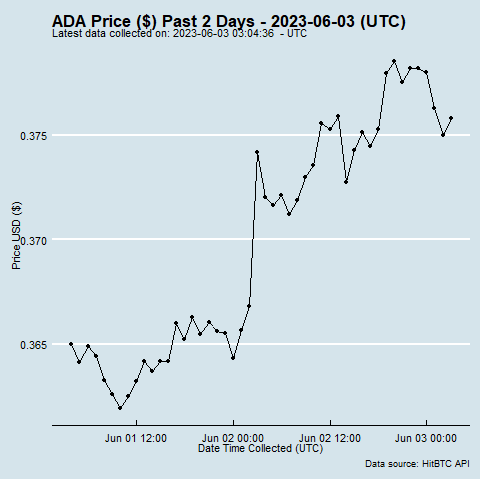 ADA Price ($) Past 2 Days - 2023-06-03 (UTC)
Latest data collected on: 2023-06-03 03:04:36 - UTC
0.375
0.370
0.365
Price USD ($)
Jun 01 12:00 Jun 02 00:00 Jun 02 12:00 Jun 03 00:00
Date Time Collected (UTC)
Data source: HitBTC API